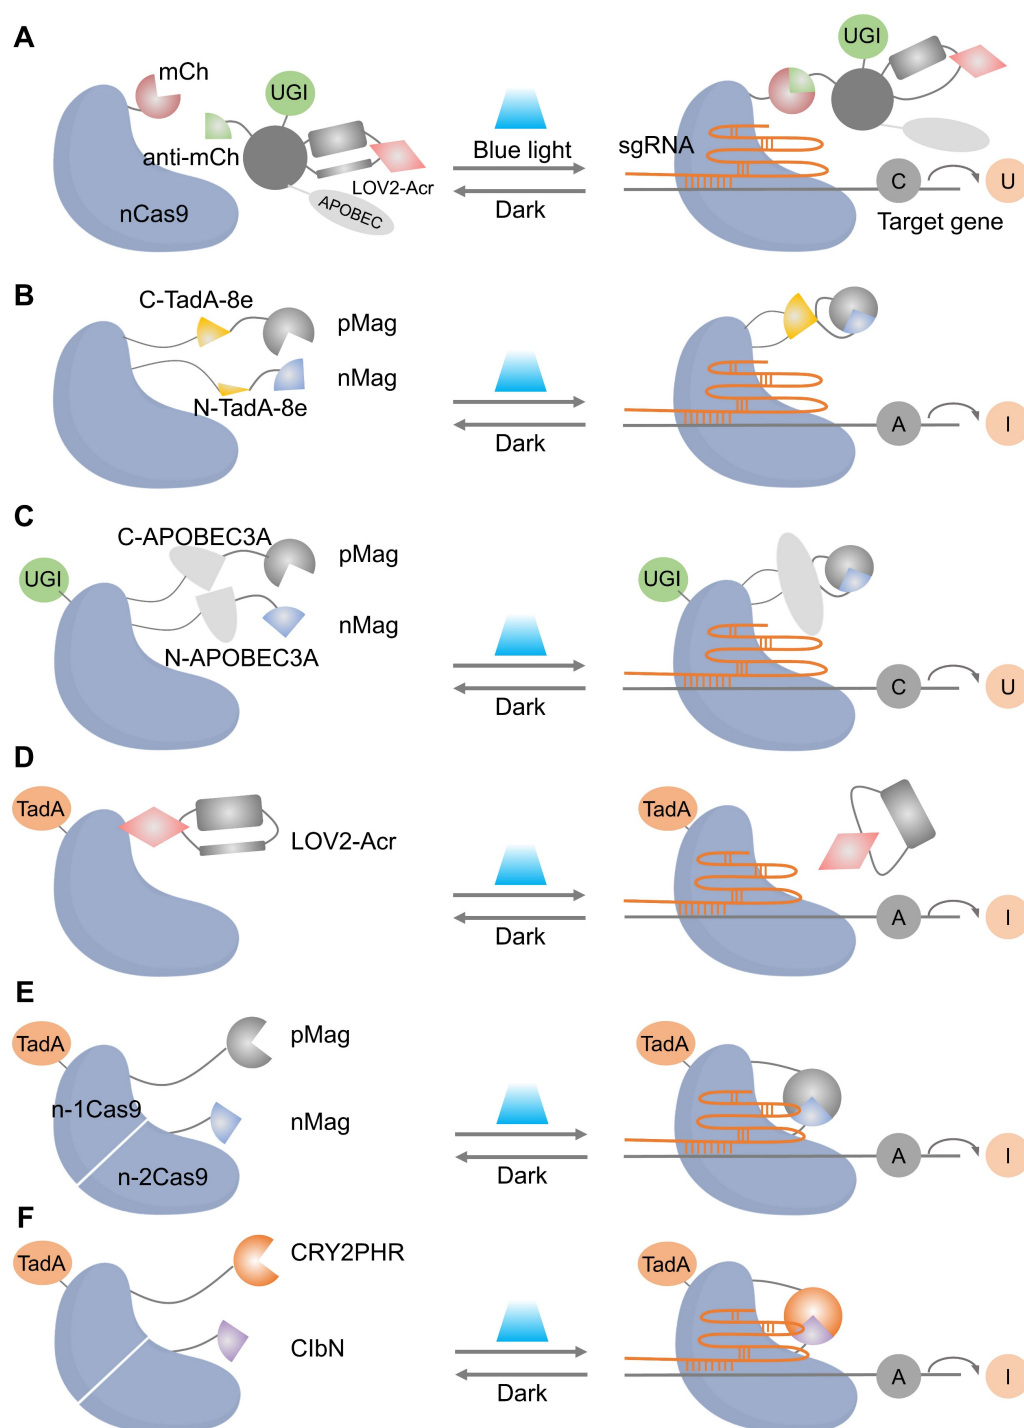 A
mCh
UGI
anti-mCh
LOV2-Acr
APOBEC
nCas9
Blue light
Dark
UGI
sgRNA
C
U
Target gene
B
C-TadA-8e
pMag
nMag
N-TadA-8e
Dark
A
I
C
C-APOBEC3A
pMag
UGI
nMag
N-APOBEC3A
Dark
UGI
C
U
D
TadA
LOV2-Acr
Dark
TadA
A
I
E
TadA
pMag
n-1Cas9
nMag
n-2Cas9
Dark
TadA
A
I
F
TadA
CRY2PHR
CIbN
Dark
TadA
A
I